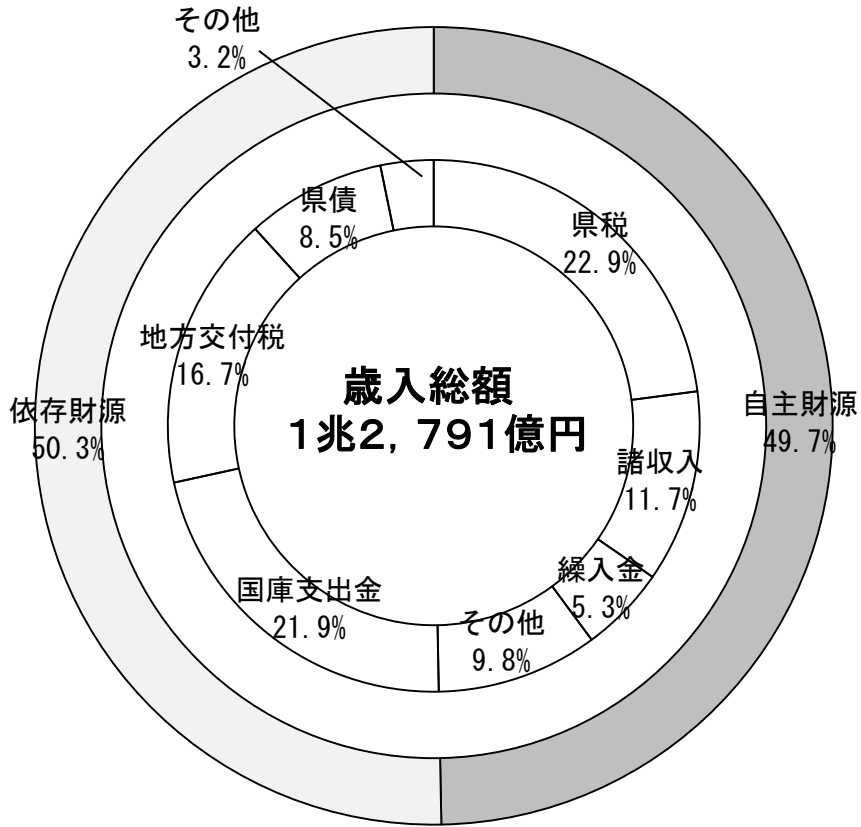 その他
3.2%
県債
8.5%
県税
22.9%
地方交付税
16.7%
歳入総額
1兆2,791億円
依存財源
50.3%
自主財源
49.7%
諸収入
11.7%
繰入金
5.3%
国庫支出金
21.9%
その他
9.8%